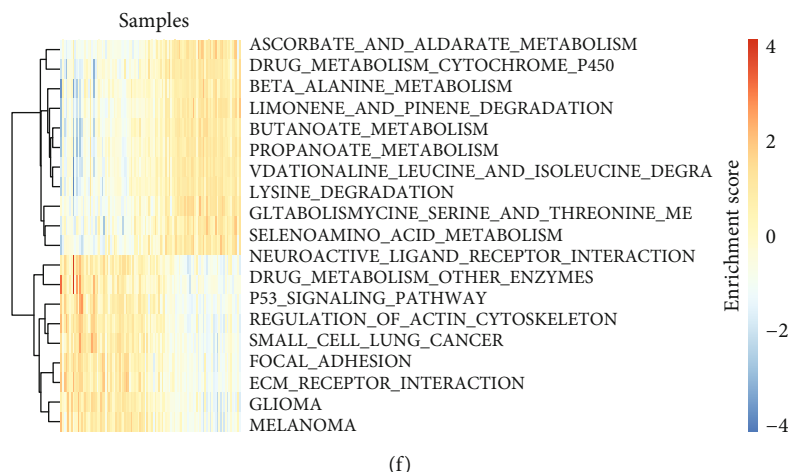 Samples
ASCORBATE_AND_ALDARATE_METABOLISM
DRUG_METABOLISM_CYTOCHROME_P450
BETA_ALANINE_METABOLISM
LIMONENE_AND_PINENE_DEGRADATION
BUTANOATE_METABOLISM
PROPANOATE_METABOLISM
VDATIONALINE_LEUCINE_AND_ISOLEUCINE_DEGRA
LYSINE_DEGRADATION
GLTABOLISMYCINE_SERINE_AND_THREONINE_ME
SELENOAMINO_ACID_METABOLISM
NEUROACTIVE_LIGAND_RECEPTOR_INTERACTION
DRUG_METABOLISM_OTHER_ENZYMES
P53_SIGNALING_PATHWAY
REGULATION_OF_ACTIN_CYTOSKELETON
SMALL_CELL_LUNG_CANCER
FOCAL_ADHESION
ECM_RECEPTOR_INTERACTION
GLIOMA
MELANOMA
Enrichment score
4
2
0
−2
−4
(f)